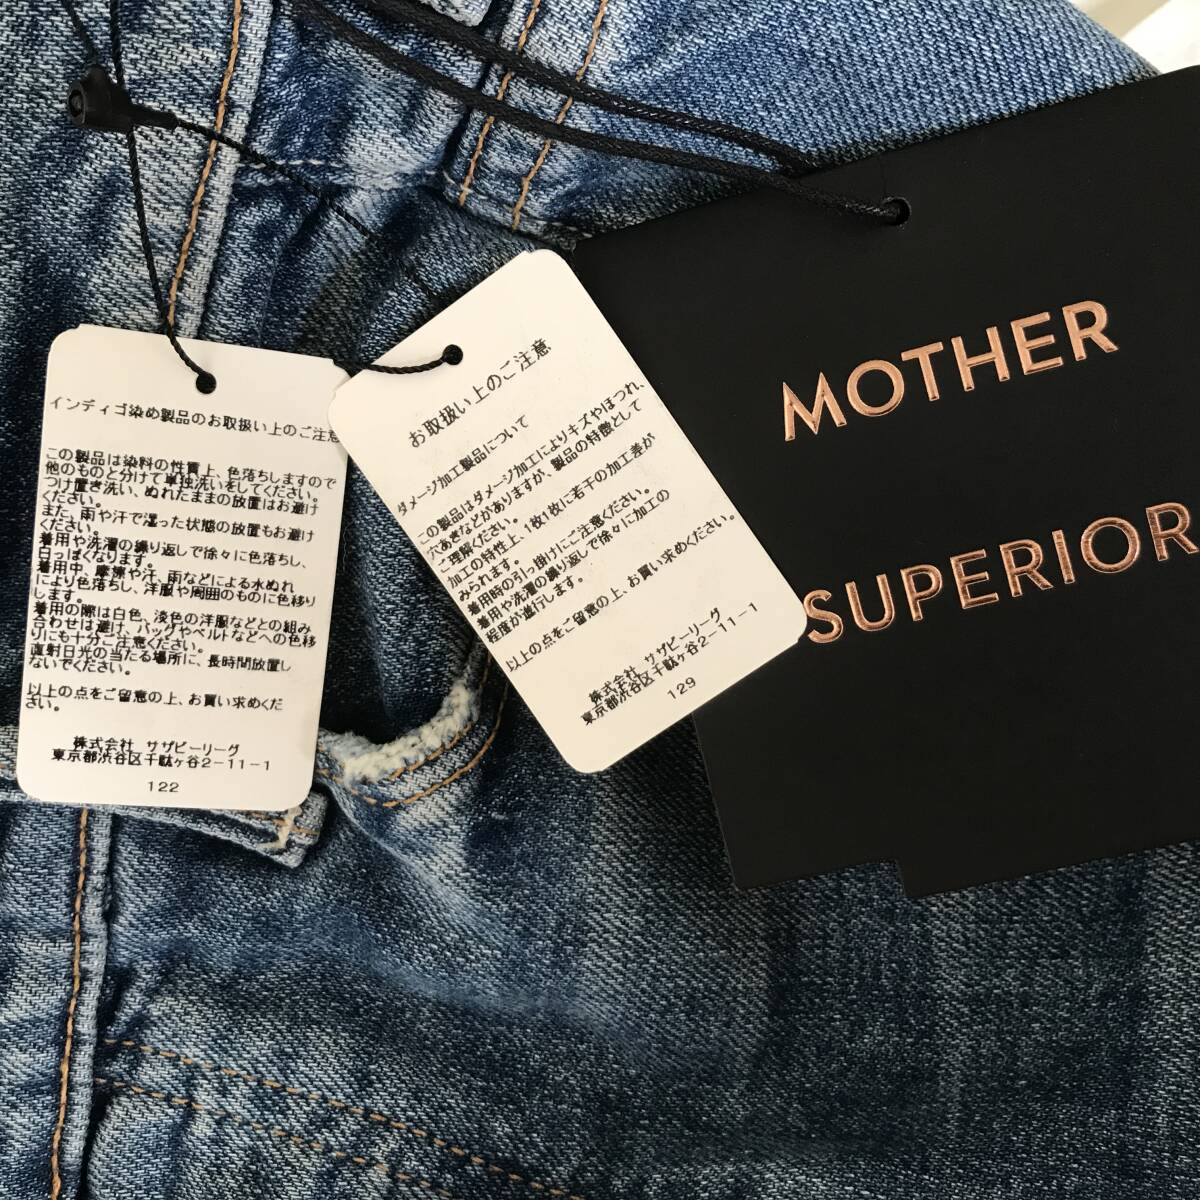 インディゴ染め製品のお取扱い上のご注意
この製品は染料の性質上、色落ちしますので
他のものと分けて単独洗いをしてください。
つけ置き洗い、ぬれたままの放置はお避け
ください。
また、雨や汗で湿った状態の放置もお避け
ください。
着用や洗濯の繰り返しで徐々に色落ちし、
白っぽくなります。
着用中、摩擦や汗、雨などによる水ぬれ
により色落ちし、洋服や周囲のものに色移り
します。
着用の際は白色、淡色の洋服などとの組み
合わせは避け、バッグやベルトなどへの色移
りにも十分ご注意ください。
直射日光の当たる場所に、長時間放置し
ないでください。
以上の点をご留意の上、お買い求めくだ
さい。
株式会社 サザビーリーグ
東京都渋谷区千駄ヶ谷2-11-1
122
お取扱い上のご注意
ダメージ加工製品について
この製品はダメージ加工によりキズやほつれ、
穴あきなどがありますが、製品の特徴として
ご理解ください。
加工の特性上、1枚1枚に若干の加工差が
みられます。
着用時の引っ掛けにご注意ください。
着用や洗濯の繰り返しで徐々に加工の
程度が進行します。
以上の点をご留意の上、お買い求めください。
株式会社 サザビーリーグ
東京都渋谷区千駄ヶ谷2-11-1
129
MOTHER
SUPERIOR